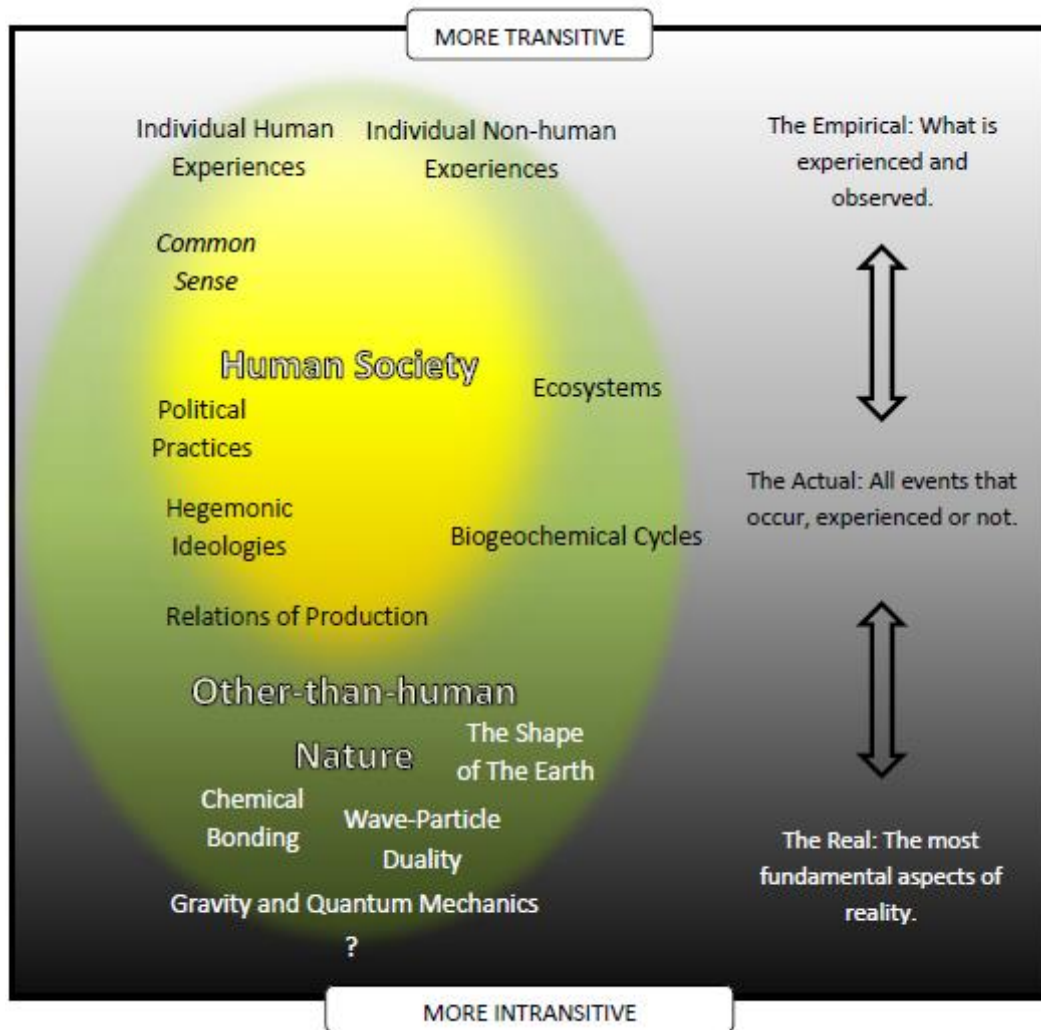 MORE TRANSITIVE
Individual Human
Experiences
Individual Non-human
Experiences
The Empirical: What is
experienced and
observed.
Common
Sense
Human Society
Ecosystems
Political
Practices
The Actual: All events that
occur, experienced or not.
Hegemonic
Ideologies
Biogeochemical Cycles
Relations of Production
Other-than-human
Nature
The Shape
of The Earth
Chemical
Bonding
Wave-Particle
Duality
The Real: The most
fundamental aspects of
reality.
Gravity and Quantum Mechanics
?
MORE INTRANSITIVE